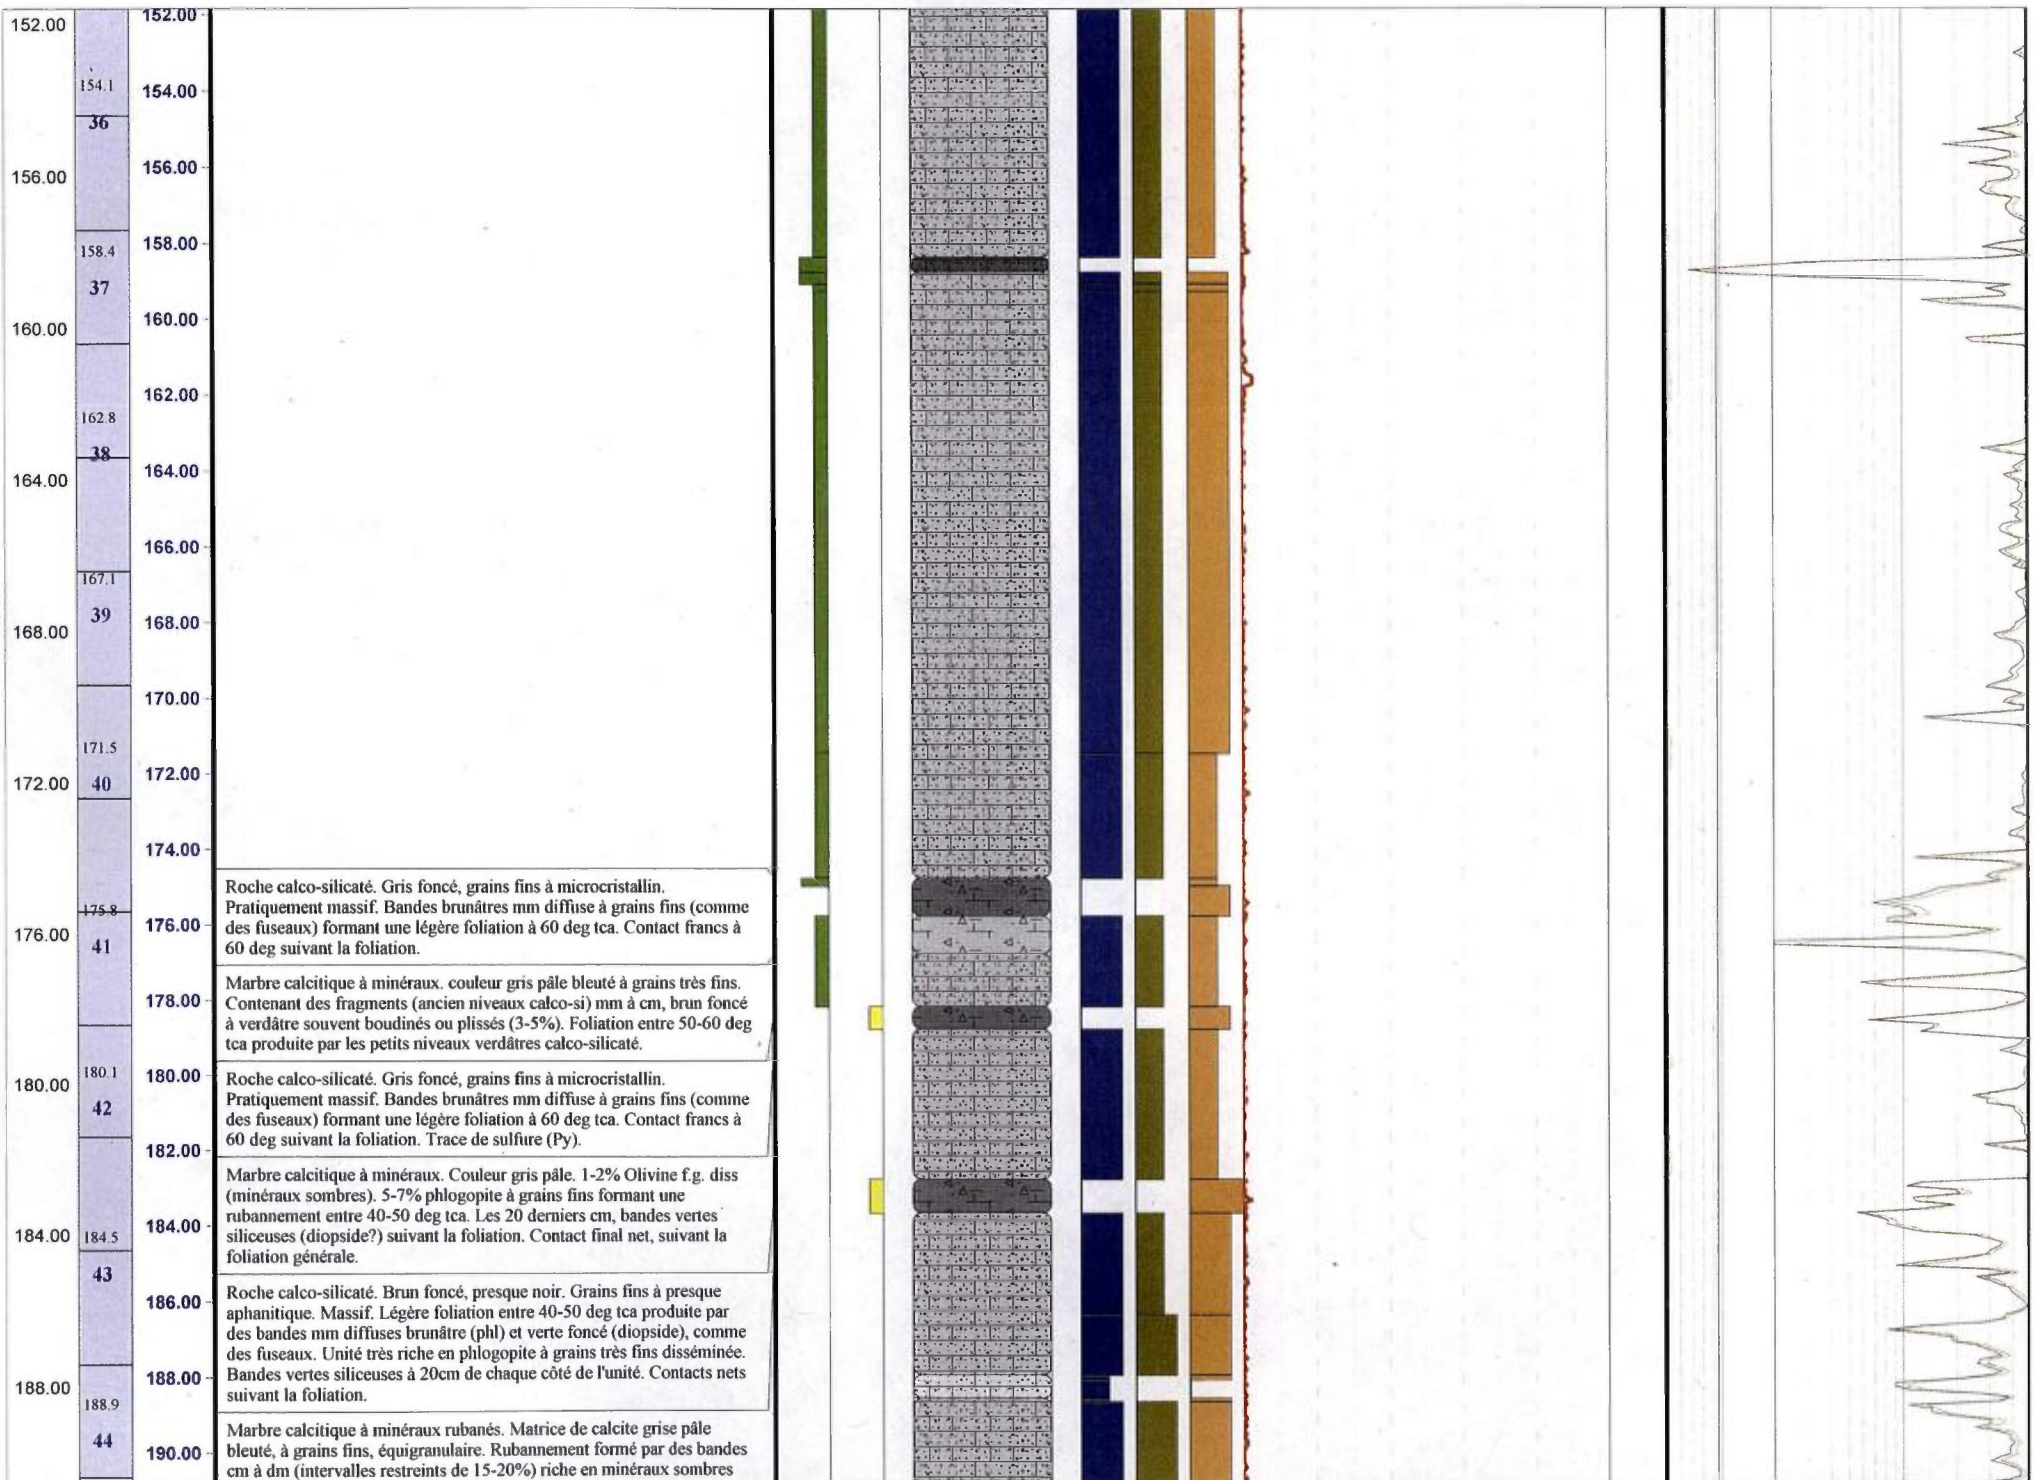 152.00
156.00
160.00
164.00
168.00
172.00
176.00
180.00
184.00
188.00
154.1
36
158.4
37
162.8
38
167.1
39
171.5
40
175.8
41
180.1
42
184.5
43
188.9
44
152.00
154.00
156.00
158.00
160.00
162.00
164.00
166.00
168.00
170.00
172.00
174.00
176.00
178.00
180.00
182.00
184.00
186.00
188.00
190.00
Roche calco-silicaté. Gris foncé, grains fins à microcristallin.
Pratiquement massif. Bandes brunâtres mm diffuse à grains fins (comme
des fuseaux) formant une légère foliation à 60 deg tca. Contact francs à
60 deg suivant la foliation.
Marbre calcitique à minéraux. couleur gris pâle bleuté à grains très fins.
Contenant des fragments (ancien niveaux calco-si) mm à cm, brun foncé
à verdâtre souvent boudinés ou plissés (3-5%). Foliation entre 50-60 deg
tca produite par les petits niveaux verdâtres calco-silicaté.
Roche calco-silicaté. Gris foncé, grains fins à microcristallin.
Pratiquement massif. Bandes brunâtres mm diffuse à grains fins (comme
des fuseaux) formant une légère foliation à 60 deg tca. Contact francs à
60 deg suivant la foliation. Trace de sulfure (Py).
Marbre calcitique à minéraux. Couleur gris pâle. 1-2% Olivine f.g. diss
(minéraux sombres). 5-7% phlogopite à grains fins formant une
rubannement entre 40-50 deg tca. Les 20 derniers cm, bandes vertes
siliceuses (diopside?) suivant la foliation. Contact final net, suivant la
foliation générale.
Roche calco-silicaté. Brun foncé, presque noir. Grains fins à presque
aphanitique. Massif. Légère foliation entre 40-50 deg tca produite par
des bandes mm diffuses brunâtre (phl) et verte foncé (diopside), comme
des fuseaux. Unité très riche en phlogopite à grains très fins disséminée.
Bandes vertes siliceuses à 20cm de chaque côté de l'unité. Contacts nets
suivant la foliation.
Marbre calcitique à minéraux rubanés. Matrice de calcite grise pâle
bleuté, à grains fins, équigranulaire. Rubannement formé par des bandes
cm à dm (intervalles restreints de 15-20%) riche en minéraux sombres